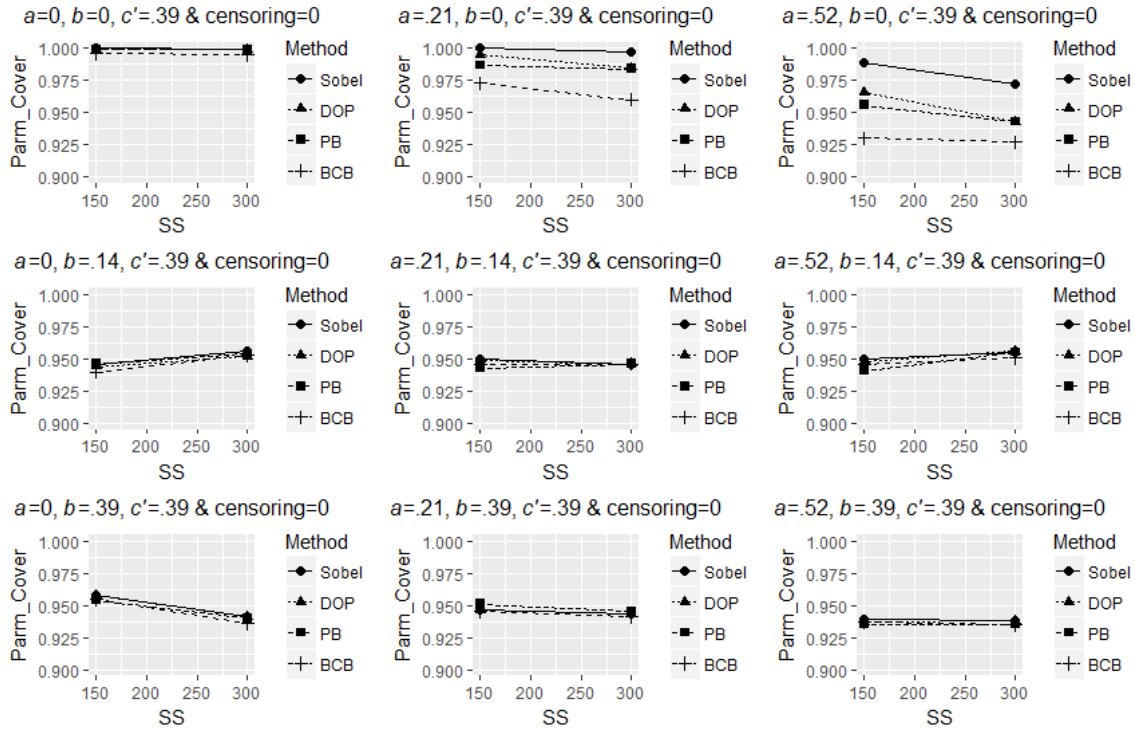 a=0, b=0, c'=.39 & censoring=0
Parm_Cover
1.000
0.975
0.950
0.925
0.900
150 200 250 300
SS
Method
Sobel
DOP
PB
BCB
a=.21, b=0, c'=.39 & censoring=0
Parm_Cover
1.000
0.975
0.950
0.925
0.900
150 200 250 300
SS
Method
Sobel
DOP
PB
BCB
a=.52, b=0, c'=.39 & censoring=0
Parm_Cover
1.000
0.975
0.950
0.925
0.900
150 200 250 300
SS
Method
Sobel
DOP
PB
BCB
a=0, b=.14, c'=.39 & censoring=0
Parm_Cover
1.000
0.975
0.950
0.925
0.900
150 200 250 300
SS
Method
Sobel
DOP
PB
BCB
a=.21, b=.14, c'=.39 & censoring=0
Parm_Cover
1.000
0.975
0.950
0.925
0.900
150 200 250 300
SS
Method
Sobel
DOP
PB
BCB
a=.52, b=.14, c'=.39 & censoring=0
Parm_Cover
1.000
0.975
0.950
0.925
0.900
150 200 250 300
SS
Method
Sobel
DOP
PB
BCB
a=0, b=.39, c'=.39 & censoring=0
Parm_Cover
1.000
0.975
0.950
0.925
0.900
150 200 250 300
SS
Method
Sobel
DOP
PB
BCB
a=.21, b=.39, c'=.39 & censoring=0
Parm_Cover
1.000
0.975
0.950
0.925
0.900
150 200 250 300
SS
Method
Sobel
DOP
PB
BCB
a=.52, b=.39, c'=.39 & censoring=0
Parm_Cover
1.000
0.975
0.950
0.925
0.900
150 200 250 300
SS
Method
Sobel
DOP
PB
BCB